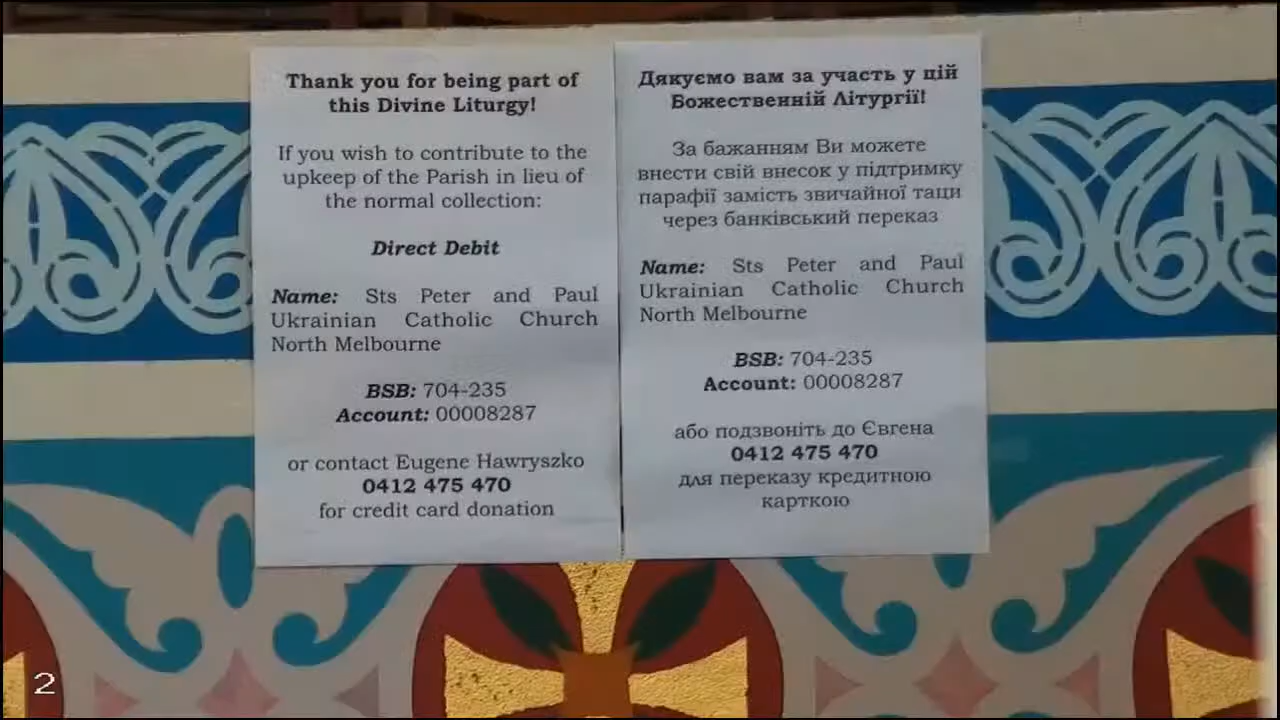 Thank you for being part of
this Divine Liturgy!
If you wish to contribute to the
upkeep of the Parish in lieu of
the normal collection:
Direct Debit
Name: Sts Peter and Paul
Ukrainian Catholic Church
North Melbourne
BSB: 704-235
Account: 00008287
or contact Eugene Hawryszko
0412 475 470
for credit card donation
Дякуємо вам за участь у цій
Божественній Літургії!
За бажанням Ви можете
внести свій внесок у підтримку
парафії замість звичайної таци
через банківський переказ
Name: Sts Peter and Paul
Ukrainian Catholic Church
North Melbourne
BSB: 704-235
Account: 00008287
або подзвоніть до Євгена
0412 475 470
для переказу кредитною
карткою
2